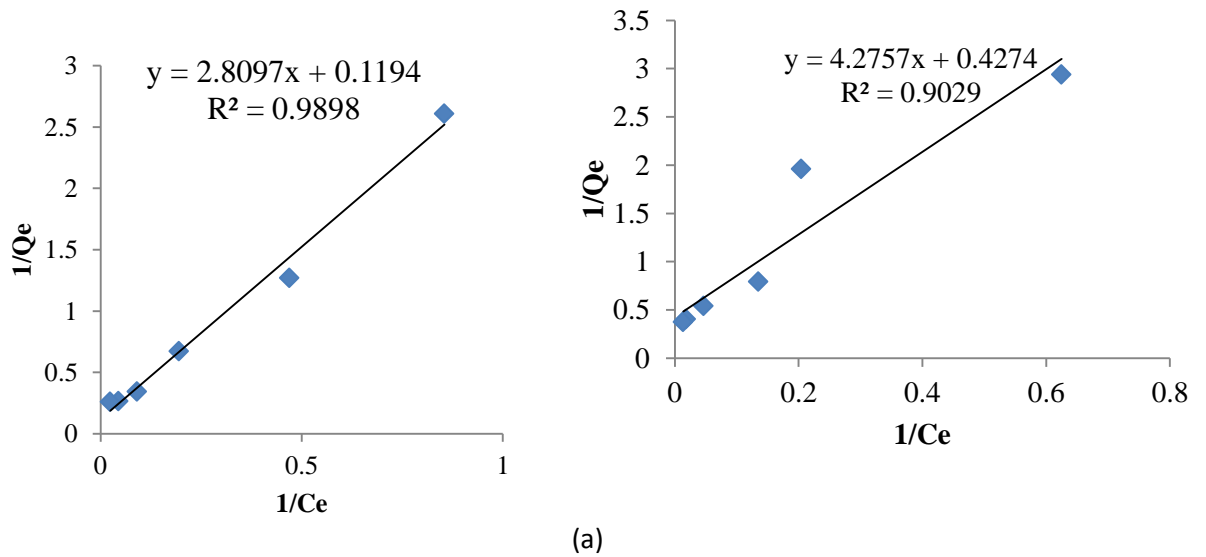 y = 2.8097x + 0.1194
R² = 0.9898
3
2.5
2
1.5
1
0.5
0
1/Qe
0
0.5
1
1/Ce
y = 4.2757x + 0.4274
R² = 0.9029
3.5
3
2.5
2
1.5
1
0.5
0
1/Qe
0
0.2
0.4
0.6
0.8
1/Ce
(a)